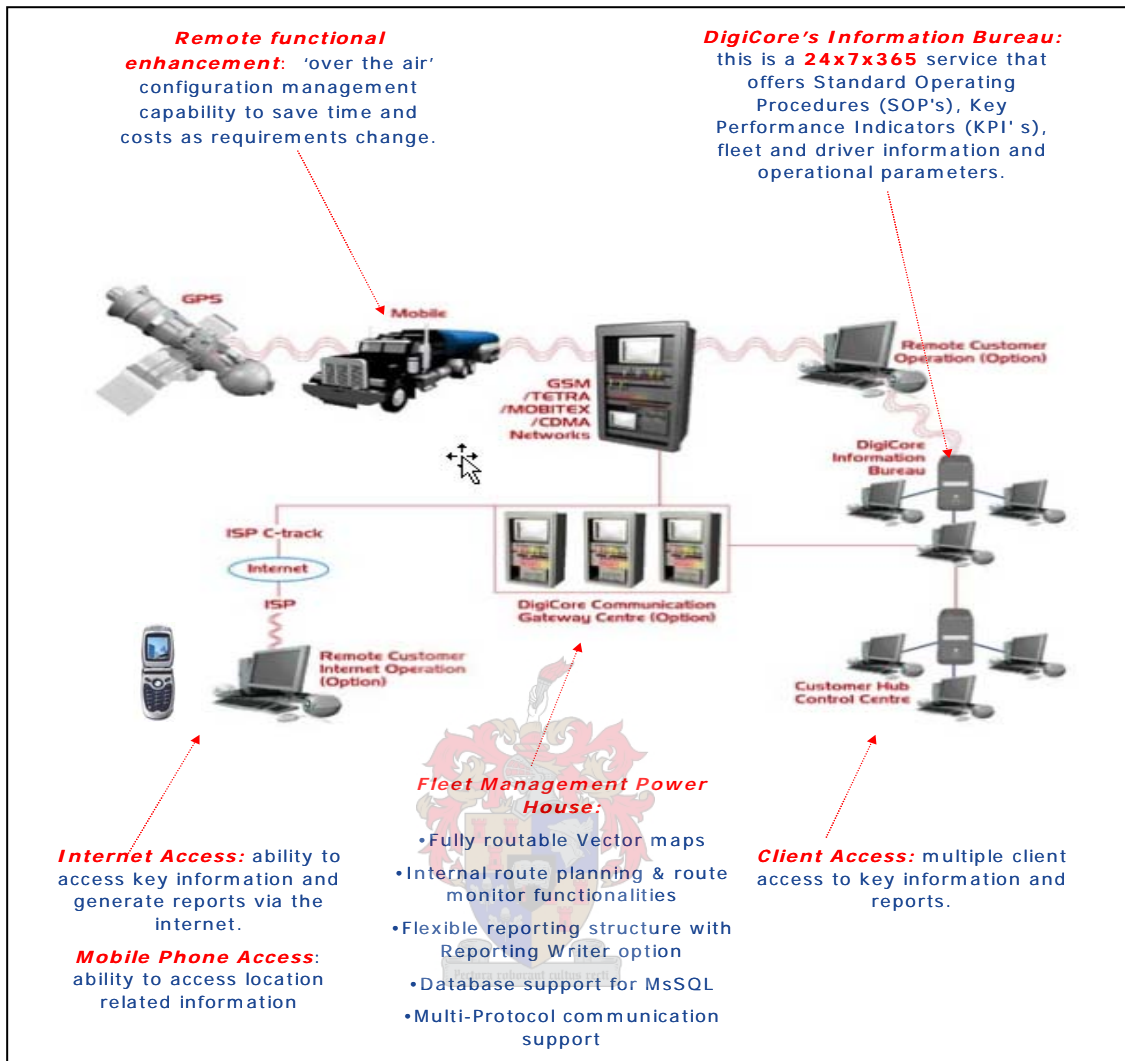 Remote functional
enhancement: 'over the air'
configuration management
capability to save time and
costs as requirements change.
DigiCore's Information Bureau:
this is a 24x7x365 service that
offers Standard Operating
Procedures (SOP's), Key
Performance Indicators (KPI' s),
fleet and driver information and
operational parameters.
GPS
Mobile
GSM
/TETRA
/MOBITEX
/CDMA
Networks
Remote Customer
Operation (Option)
DigiCore
Information
Bureau
ISP C-track
Internet
ISP
DigiCore Communication
Gateway Centre (Option)
Remote Customer
Internet Operation
(Option)
Customer Hub
Control Centre
Internet Access: ability to
access key information and
generate reports via the
internet.
Mobile Phone Access:
ability to access location
related information
Fleet Management Power
House:
•Fully routable Vector maps
•Internal route planning & route
monitor functionalities
•Flexible reporting structure with
Reporting Writer option
•Database support for MsSQL
•Multi-Protocol communication
support
Pectora roborant cultus recti
Client Access: multiple client
access to key information and
reports.